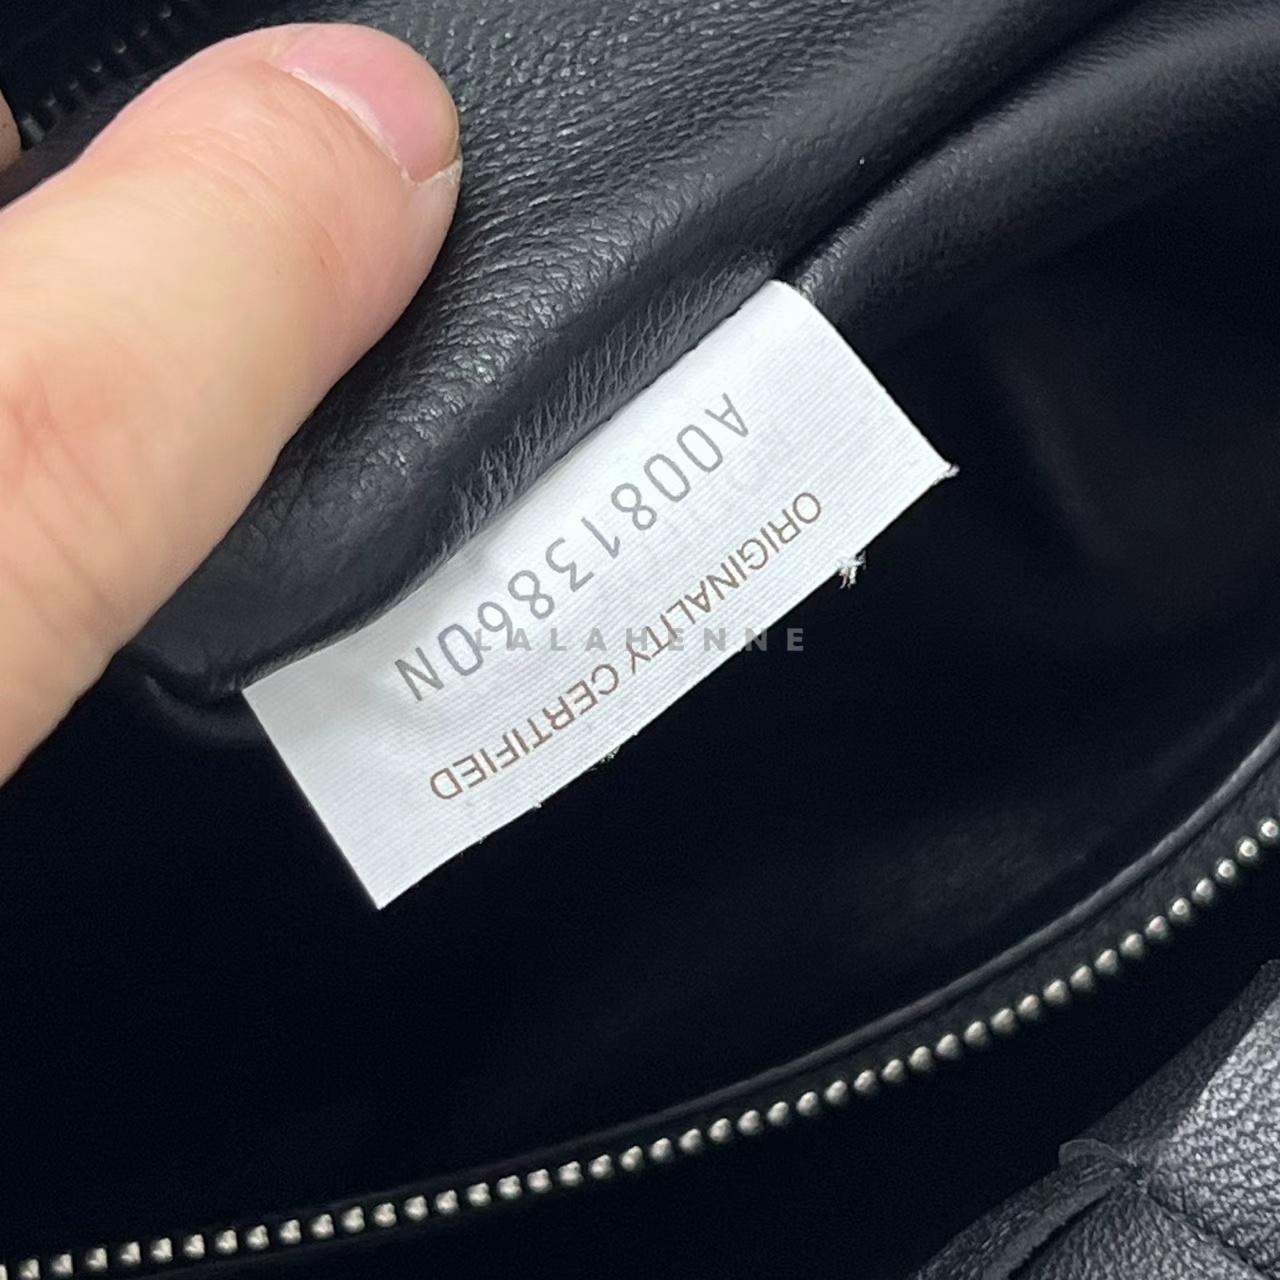 A00813860N
ORIGINALITY CERTIFIED
LALAHENNE